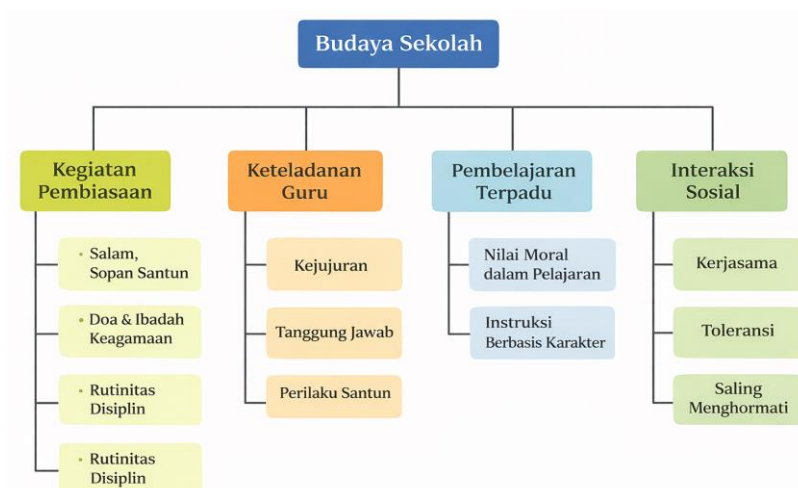 Budaya Sekolah
Kegiatan
Pembiasaan
• Salam,
Sopan Santun
• Doa & Ibadah
Keagamaan
• Rutinitas
Disiplin
• Rutinitas
Disiplin
Keteladanan
Guru
Kejujuran
Tanggung Jawab
Perilaku Santun
Pembelajaran
Terpadu
Nilai Moral
dalam Pelajaran
Instruksi
Berbasis Karakter
Interaksi
Sosial
Kerjasama
Toleransi
Saling
Menghormati